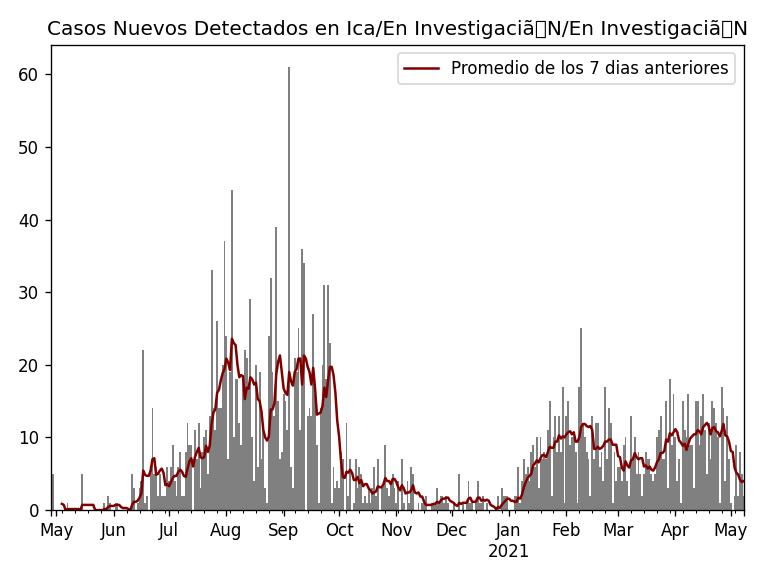 Casos Nuevos Detectados en Ica/En Investigaciã▯N/En Investigaciã▯N
Promedio de los 7 dias anteriores
60
50
40
30
20
10
0
May Jun Jul Aug Sep Oct Nov Dec Jan Feb Mar Apr May
2021